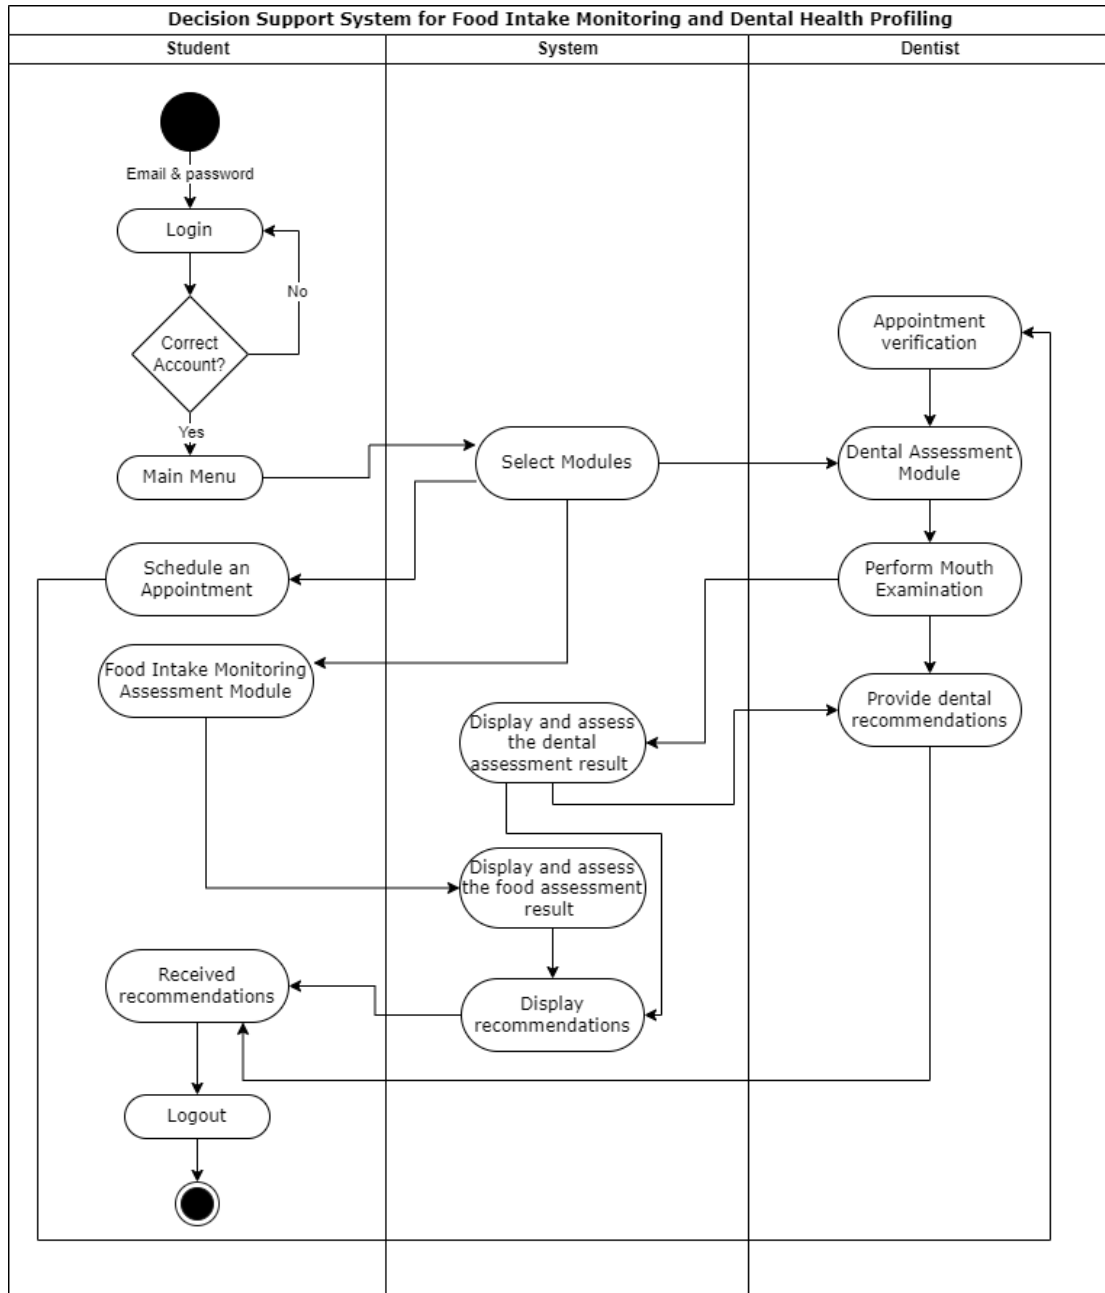 Decision Support System for Food Intake Monitoring and Dental Health Profiling
Student
System
Dentist
Email & password
Login
No
Correct
Account?
Yes
Main Menu
Select Modules
Appointment
verification
Dental Assessment
Module
Schedule an
Appointment
Perform Mouth
Examination
Food Intake Monitoring
Assessment Module
Provide dental
recommendations
Display and assess
the dental
assessment result
Display and assess
the food assessment
result
Received
recommendations
Display
recommendations
Logout